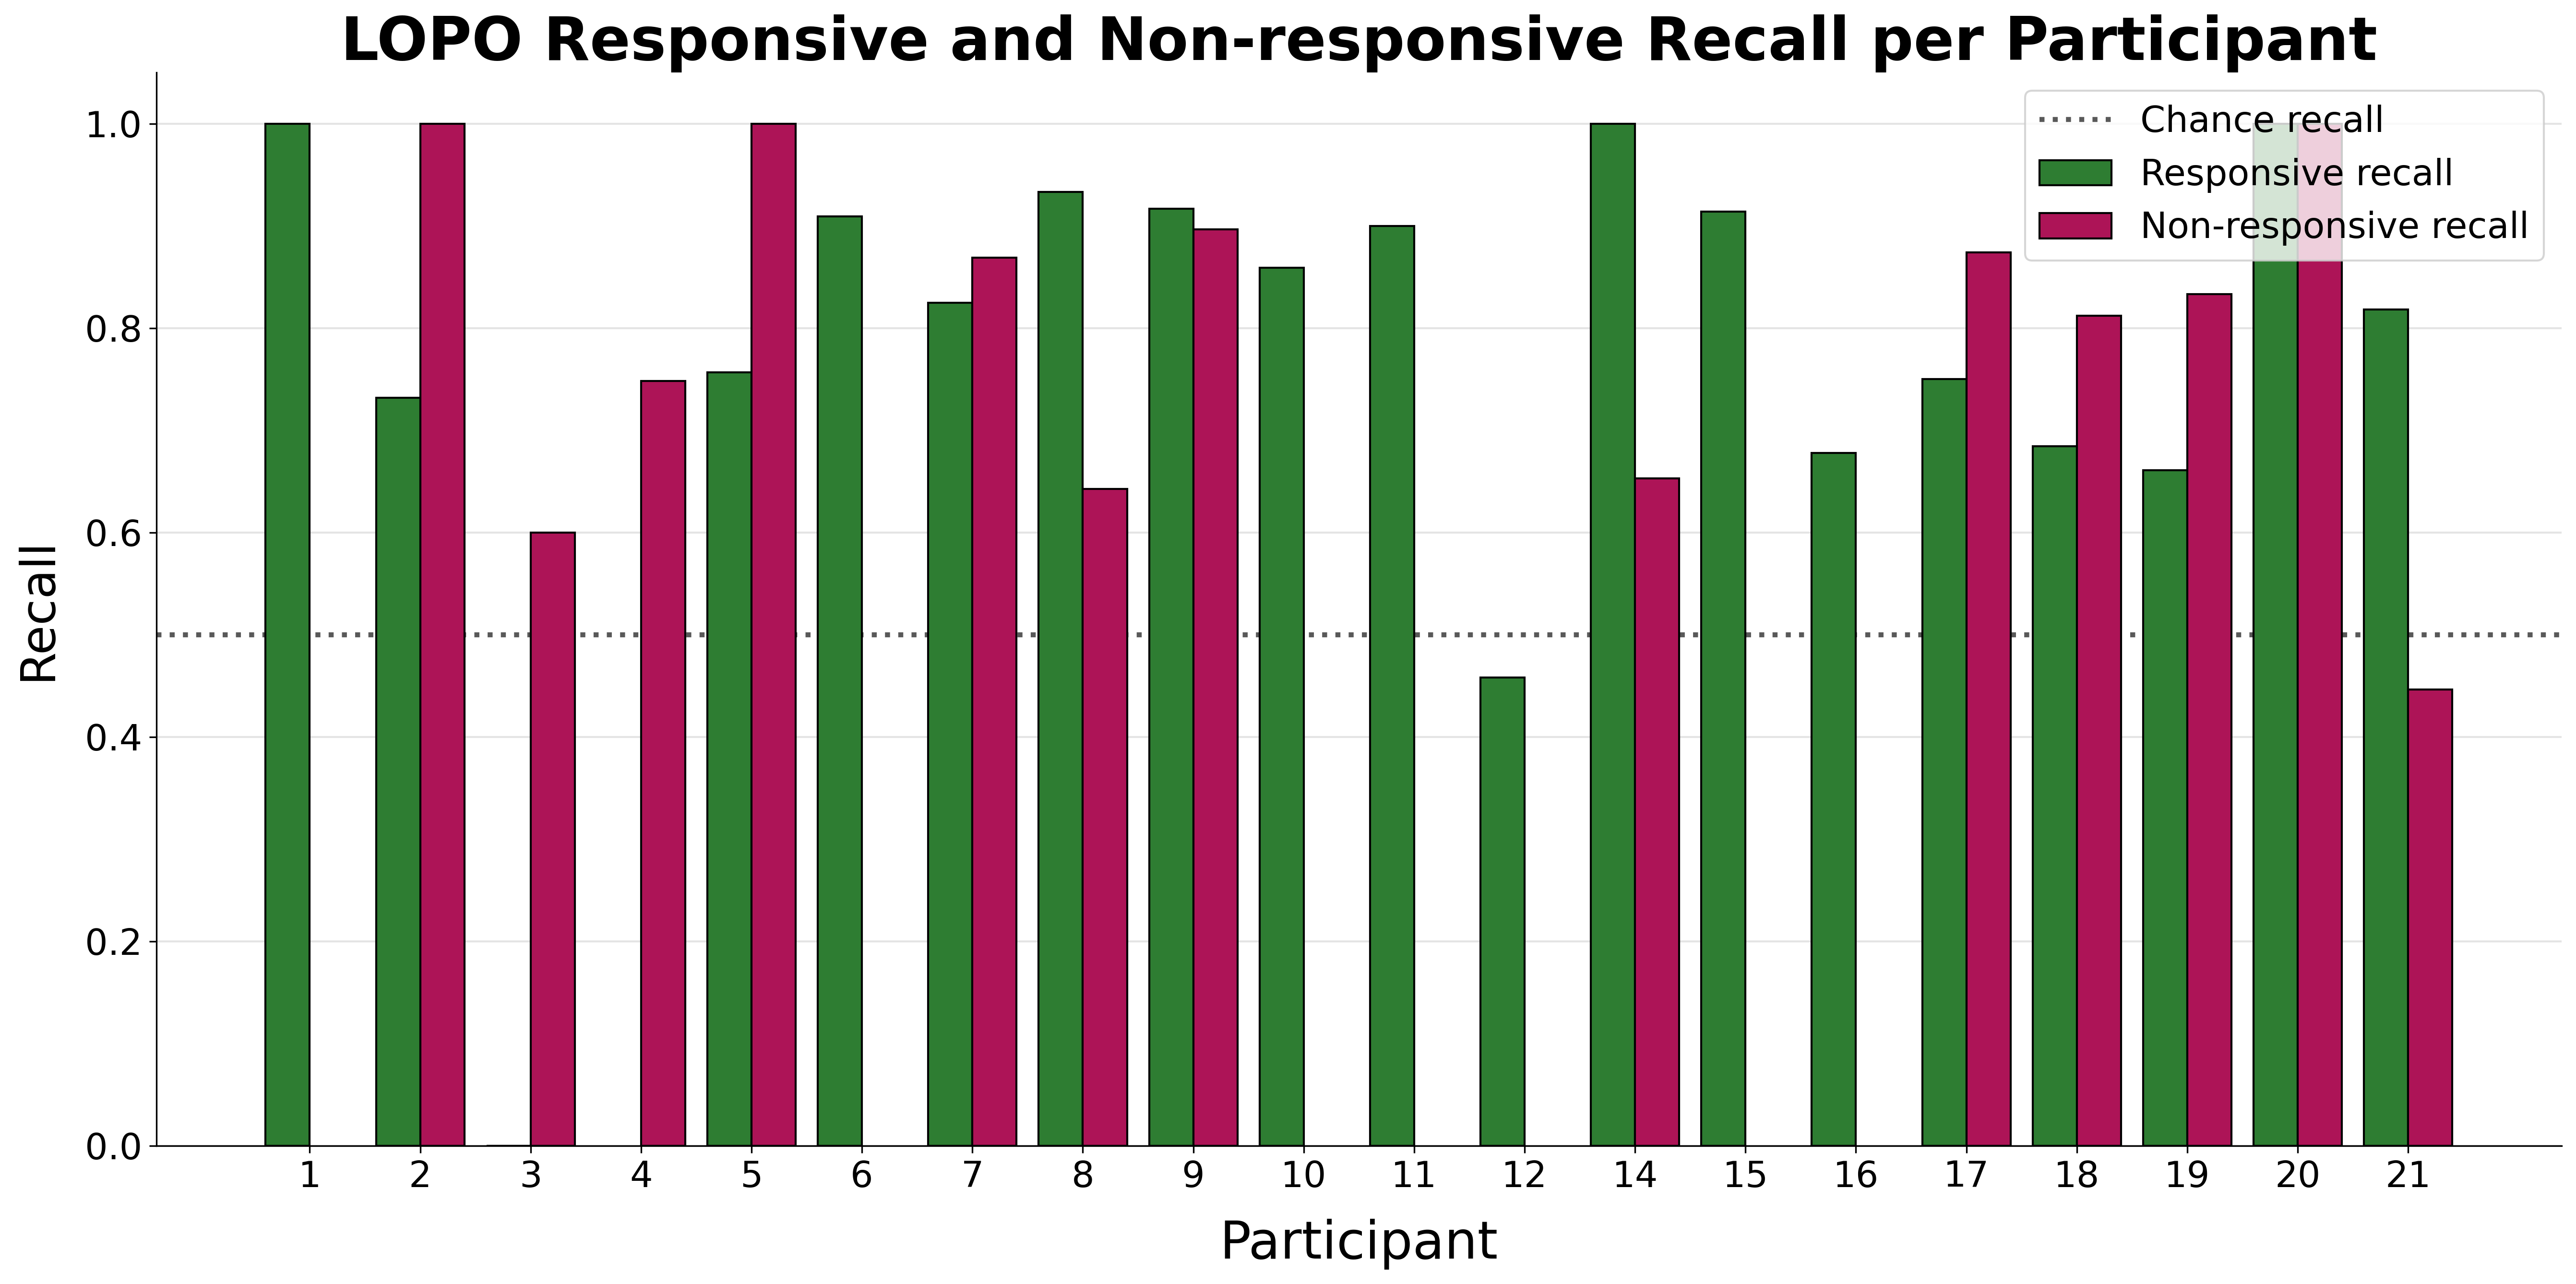 LOPO Responsive and Non-responsive Recall per Participant
Chance recall
Responsive recall
Non-responsive recall
1.0
0.8
0.6
0.4
0.2
0.0
Recall
1 2 3 4 5 6 7 8 9 10 11 12 14 15 16 17 18 19 20 21
Participant